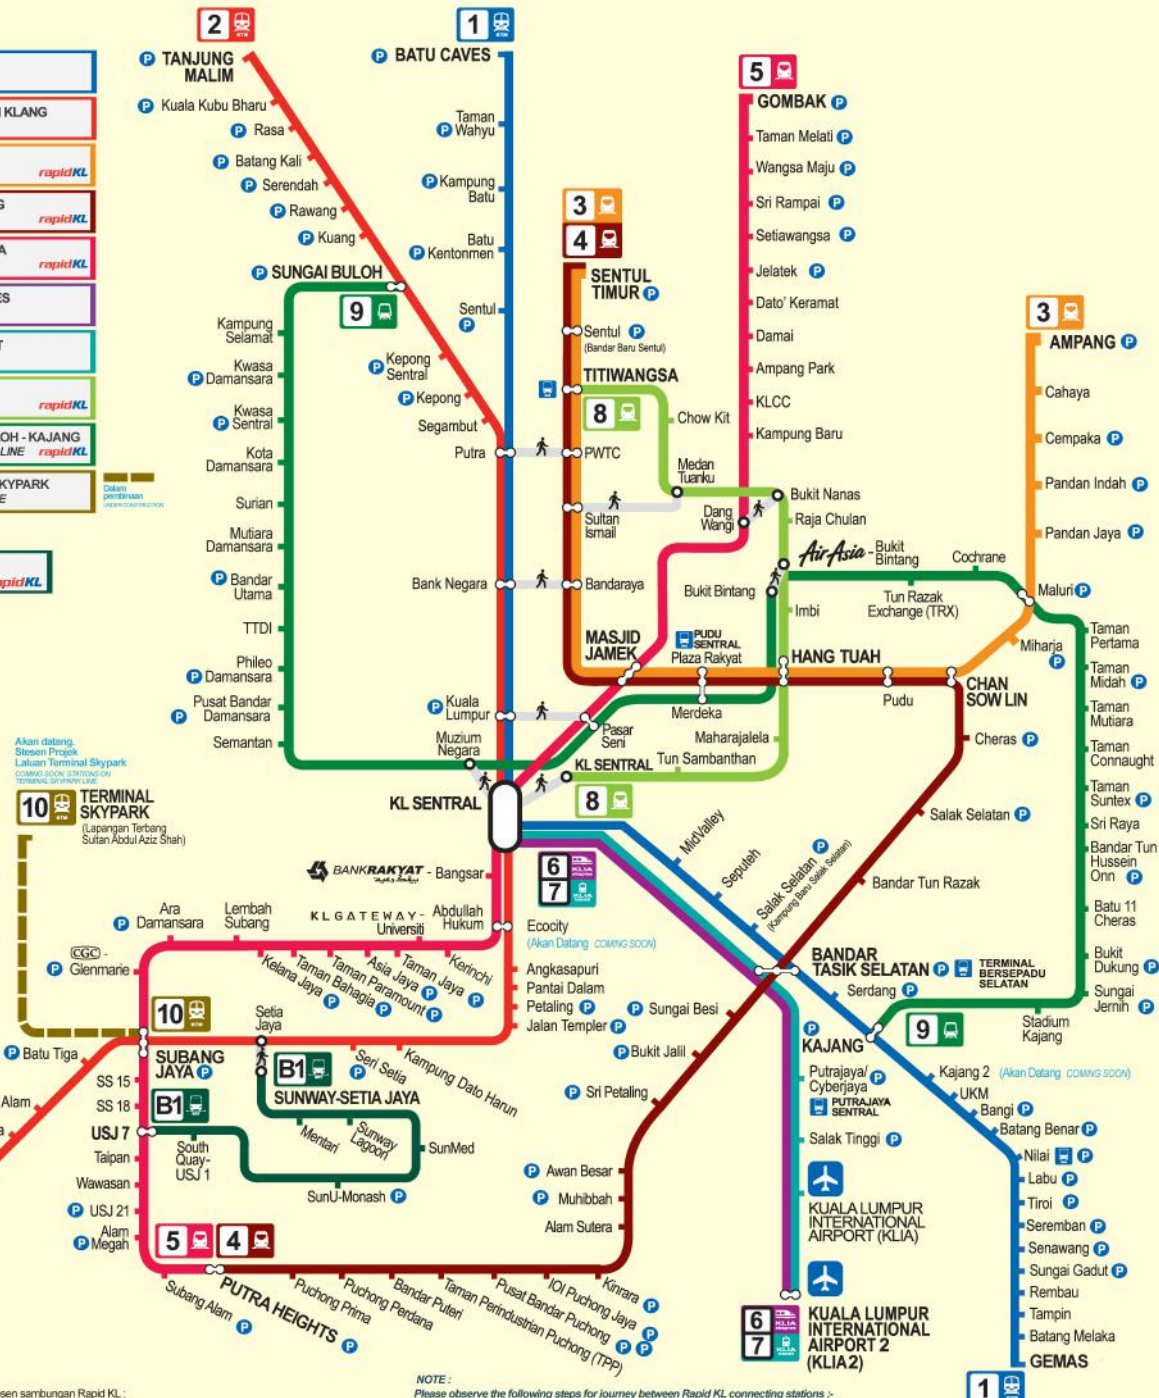 2
1
TANJUNG
MALIM
BATU CAVES
KLANG
rapidKL
rapidKL
rapidKL
rapidKL
OH - KAJANG
LINE rapidKL
KYPARK
Dalam
pembinaan
UNDER CONSTRUCTION
rapidKL
Kuala Kubu Bharu
Rasa
Batang Kali
Serendah
Rawang
Kuang
SUNGAI BULOH
9
Kepong
Sentral
Kepong
Segambut
Putra
Bank Negara
Kuala
Lumpur
Taman
Wahyu
Kampung
Batu
Batu
Kentonmen
Sentul
Kampung
Selamat
Kwasa
Damansara
Kwasa
Sentral
Kota
Damansara
Surian
Mutiara
Damansara
Bandar
Utama
TTDI
Phileo
Damansara
Pusat Bandar
Damansara
Semantan
Muzium
Negara
3
4
SENTUL
TIMUR
Sentul
(Bandar Baru Sentul)
TITIWANGSA
8
PWTC
Sultan
Ismail
Bandaraya
MASJID
JAMEK
5
GOMBAK
Taman Melati
Wangsa Maju
Sri Rampai
Setiawangsa
Jelatek
Dato' Keramat
Damai
Ampang Park
KLCC
Kampung Baru
Dang
Wangi
Chow Kit
Medan
Tuanku
Bukit Nanas
Raja Chulan
AirAsia - Bukit
Bintang
Bukit Bintang
Imbi
Cochrane
Tun Razak
Exchange (TRX)
3
AMPANG
Cahaya
Cempaka
Pandan Indah
Pandan Jaya
Maluri
Miharja
PUDU
SENTRAL
Plaza Rakyat
Merdeka
HANG TUAH
Pudu
CHAN
SOW LIN
Pasar
Seni
Maharajalela
Tun Sambanthan
KL SENTRAL
8
KL SENTRAL
6
KLIA
7
KLIA
Taman
Pertama
Taman
Midah
Taman
Mutiara
Taman
Connaught
Taman
Suntex
Sri Raya
Bandar Tun
Hussein
Onn
Batu 11
Cheras
Bukit
Dukung
Sungai
Jernih
Stadium
Kajang
9
Cheras
Salak Selatan
Bandar Tun Razak
MidValley
Seputeh
Salak Selatan
(Kampung Baru Salak Selatan)
BANDAR
TASIK SELATAN
TERMINAL
BERSEPADU
SELATAN
Serdang
KAJANG
Kajang 2 (Akan Datang COMING SOON)
UKM
Bangi
Batang Benar
Nilai
Labu
Tiroi
Seremban
Senawang
Sungai Gadut
Rembau
Tampin
Batang Melaka
GEMAS
1
Putrajaya/
Cyberjaya
PUTRAJAYA
SENTRAL
Salak Tinggi
KUALA LUMPUR
INTERNATIONAL
AIRPORT (KLIA)
6
KLIA
7
KLIA
KUALA LUMPUR
INTERNATIONAL
AIRPORT 2
(KLIA2)
Akan datang.
Stesen Projek
Laluan Terminal Skypark
COMING SOON: STATIONS ON
TERMINAL SKYPARK LINE
10
TERMINAL
SKYPARK
(Lapangan Terbang
Sultan Abdul Aziz Shah)
BANKRAKYAT - Bangsar
Ara
Damansara
Lembah
Subang
KL GATEWAY -
Universiti
Abdullah
Hukum
Ecocity
(Akan Datang COMING SOON)
CGC -
Glenmarie
Kelana Jaya
Taman Bahagia
Taman Paramount
Asia Jaya
Taman Jaya
Kerinchi
Angkasapuri
Pantai Dalam
Petaling
Jalan Templer
10
Setia
Jaya
Batu Tiga
SUBANG
JAYA
B1
SUNWAY-SETIA JAYA
Seri Setia
Kampung Dato Harun
Alam
SS 15
SS 18
B1
USJ 7
South
Quay-
USJ 1
Mentari
Sunway
Lagoon
SunMed
SunU-Monash
Taipan
Wawasan
USJ 21
Alam
Megah
5
4
Subang Alam
PUTRA HEIGHTS
Puchong Prima
Puchong Perdana
Bandar Puteri
Taman Perindustrian Puchong (TPP)
Pusat Bandar Puchong
IOI Puchong Jaya
Kinrara
Alam Sutera
Muhibbah
Awan Besar
Sri Petaling
Bukit Jalil
Sungai Besi
esen sambungan Rapid KL :
NOTE :
Please observe the following steps for journey between Rapid KL connecting stations :-